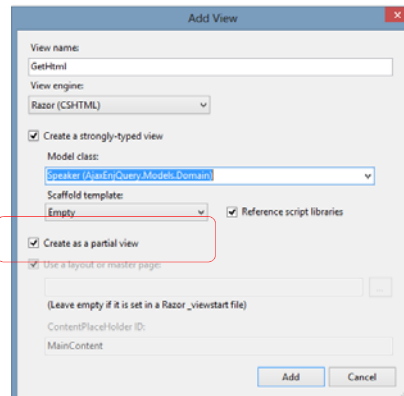 Add View
View name:
GetHtml
View engine:
Razor (CSHTML)
Create a strongly-typed view
Model class:
Speaker (AjaxEnjQuery.Models.Domain)
Scaffold template:
Empty
Reference script libraries
Create as a partial view
Use a layout or master page:
...
(Leave empty if it is set in a Razor _viewstart file)
ContentPlaceHolder ID:
MainContent
Add Cancel